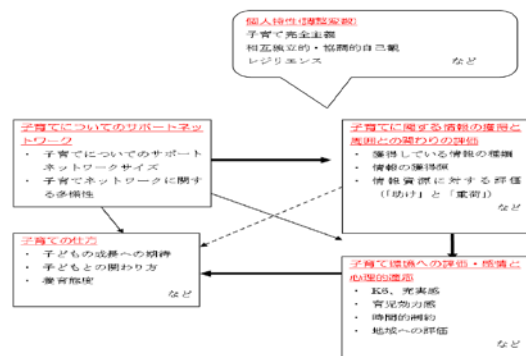 個人特性(調整変数)
子育て完全主義
相互独立的・協調的自己観
レジリエンス　　など
子育てについてのサポートネット
ワーク
・ 子育てについてのサポート
ネットワークサイズ
・ 子育てネットワークに関す
る多様性
子育てに関する情報の獲得と
周囲との関わりの評価
・ 獲得している情報の種類
・ 情報の獲得源
・ 情報資源に対する評価
(「助け」と「重荷」)
など
子育ての仕方
・ 子どもの成長への期待
・ 子どもとの関わり方
・ 養育態度
など
子育て環境への評価・感情と
心理的適応
・ K6、充実感
・ 育児効力感
・ 時間的制約
・ 地域への評価
など